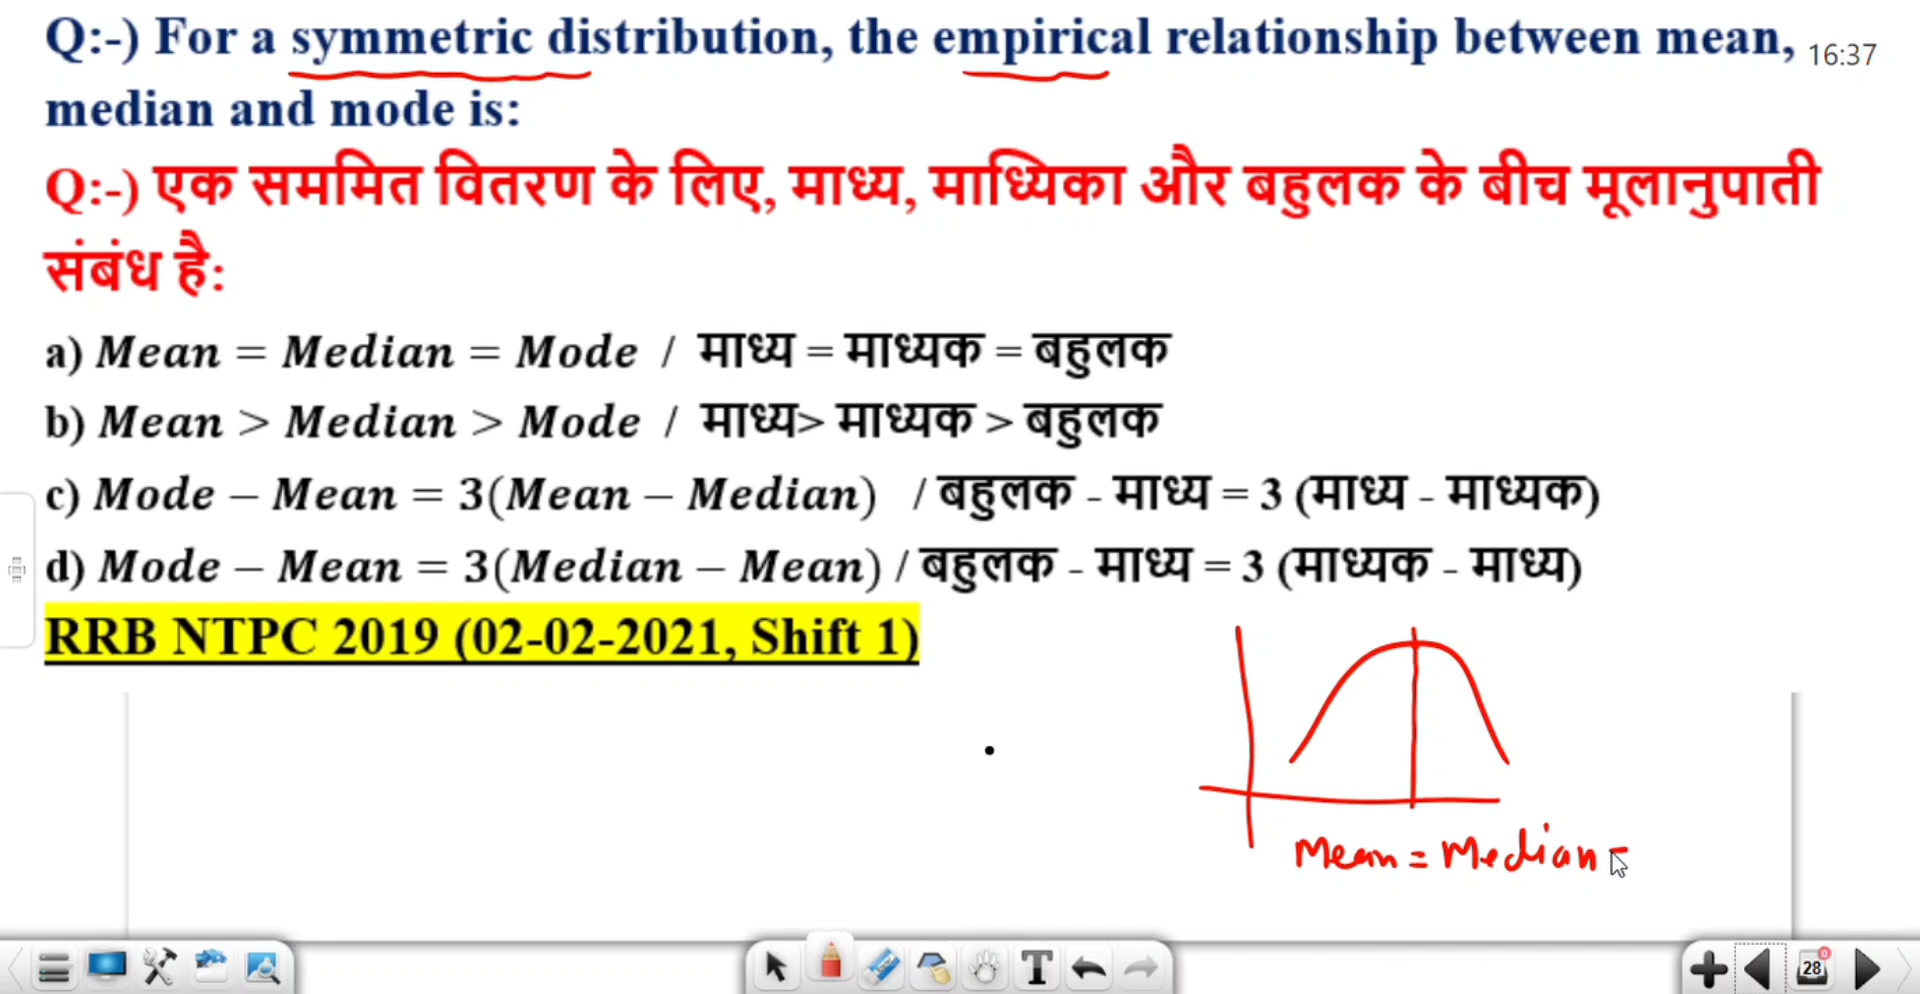 Q:-) For a symmetric distribution, the empirical relationship between mean,
16:37
median and mode is:
Q:-) एक सममित वितरण के लिए, माध्य, माध्यिका और बहुलक के बीच मूलानुपाती
संबंध है:
a) Mean = Median = Mode / माध्य = माध्यक = बहुलक
b) Mean > Median > Mode / माध्य> माध्यक > बहुलक
c) Mode − Mean = 3(Mean − Median) / बहुलक - माध्य = 3 (माध्य - माध्यक)
d) Mode − Mean = 3(Median − Mean) / बहुलक - माध्य = 3 (माध्यक - माध्य)
RRB NTPC 2019 (02-02-2021, Shift 1)
Mean = Median =
T
28
0